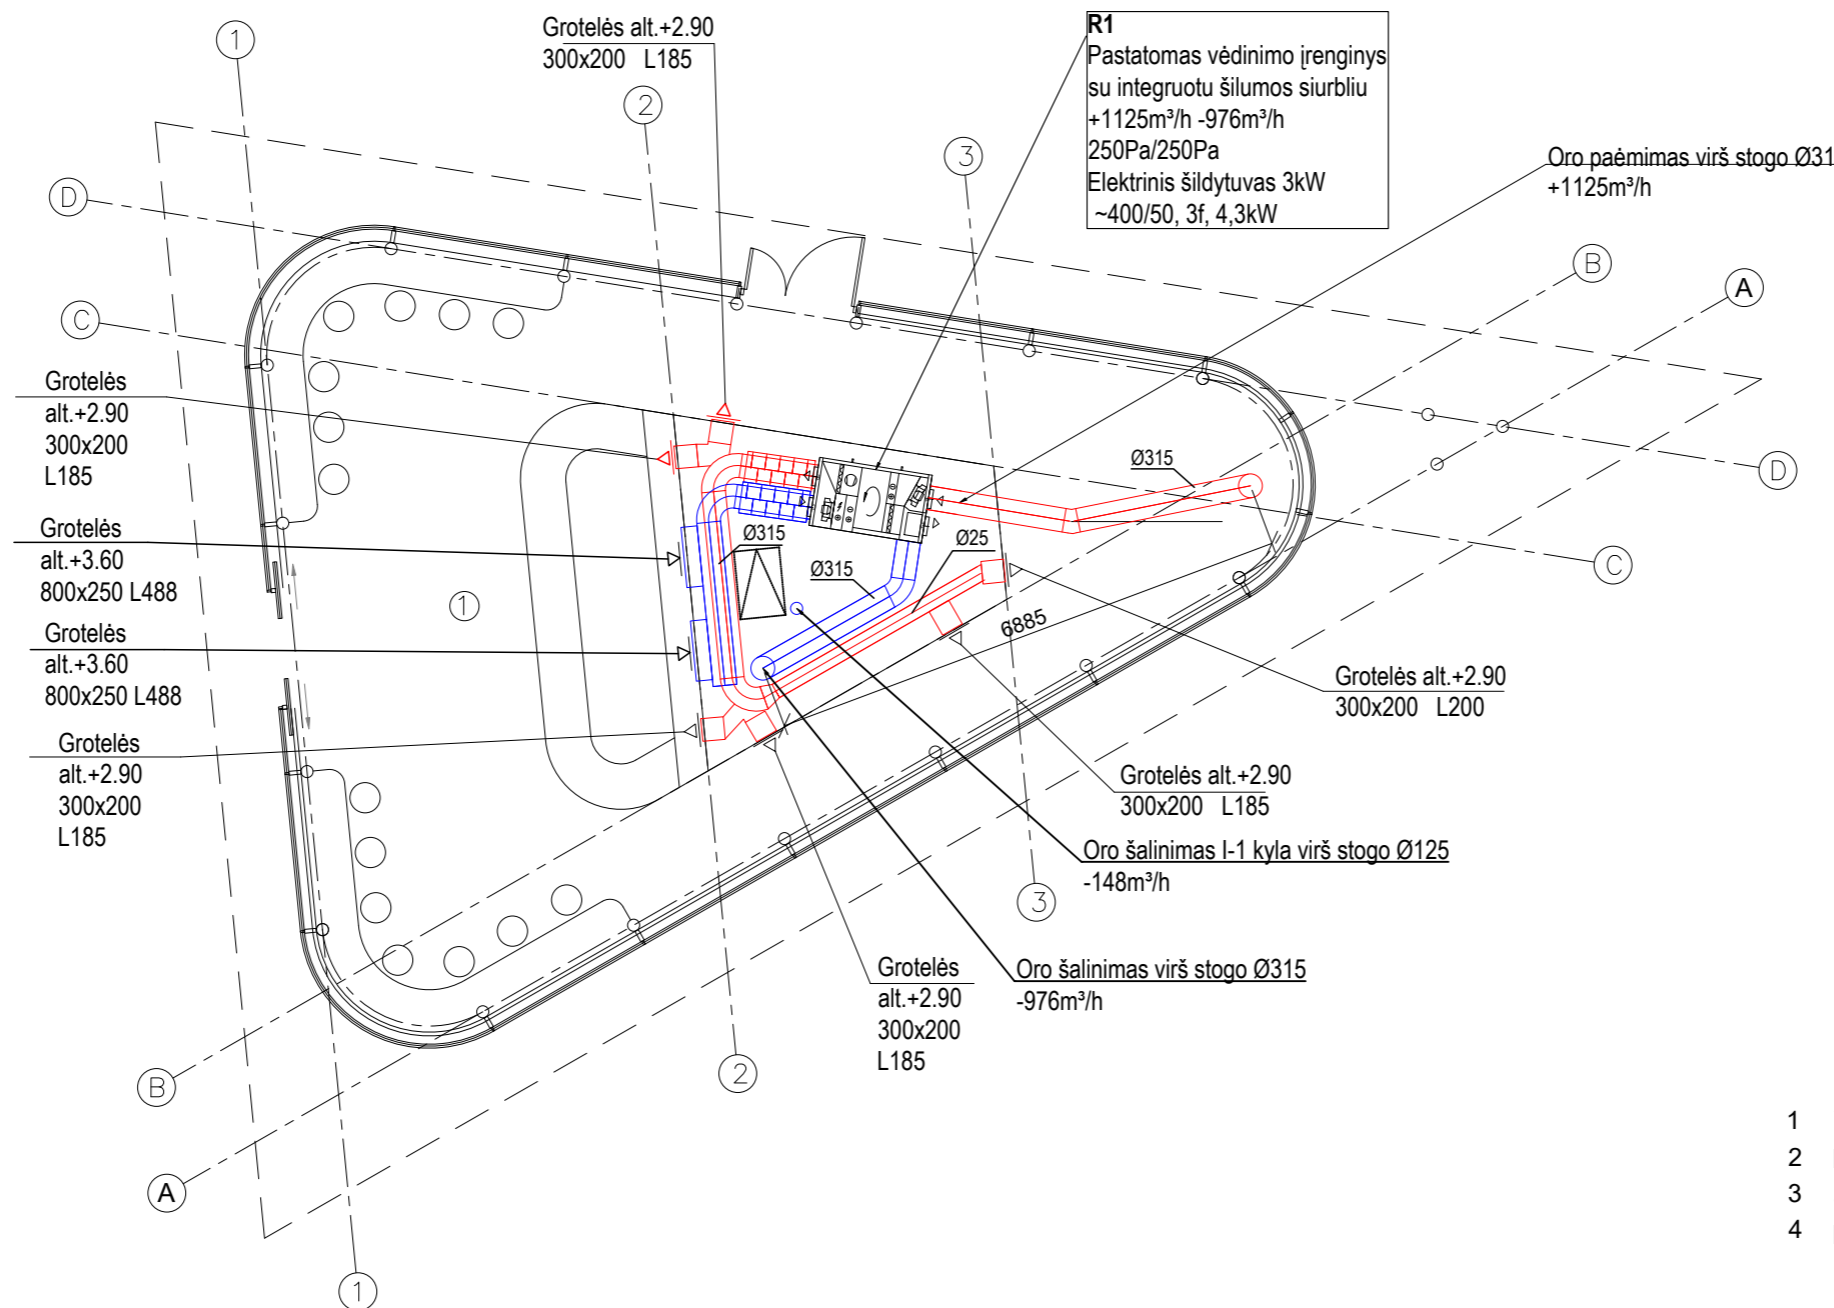 1
Grotelės alt.+2.90
300x200 L185
2
3
R1
Pastatomas vėdinimo įrenginys
su integruotu šilumos siurbliu
+1125m³/h -976m³/h
250Pa/250Pa
Elektrinis šildytuvas 3kW
~400/50, 3f, 4,3kW
Oro paėmimas virš stogo Ø31
+1125m³/h
D
C
B
A
Grotelės
alt.+2.90
300x200
L185
Grotelės
alt.+3.60
800x250 L488
Grotelės
alt.+3.60
800x250 L488
Grotelės
alt.+2.90
300x200
L185
1
Ø315
Ø315
Ø25
Ø315
6885
D
C
Grotelės alt.+2.90
300x200 L200
Grotelės alt.+2.90
300x200 L185
Oro šalinimas I-1 kyla virš stogo Ø125
-148m³/h
3
Oro šalinimas virš stogo Ø315
-976m³/h
Grotelės
alt.+2.90
300x200
L185
B
2
A
1
1
2
3
4